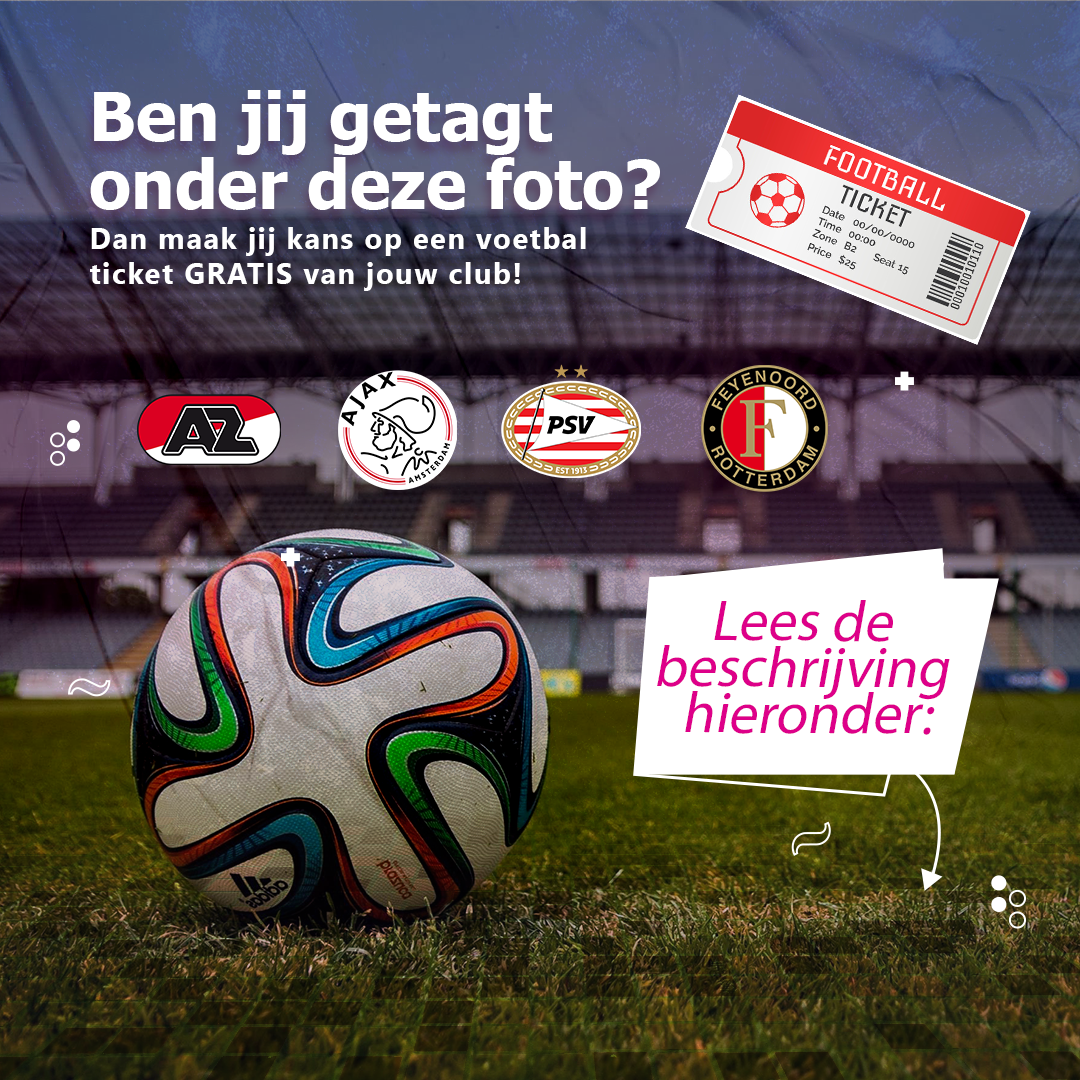 Ben jij getagt
onder deze foto?
Dan maak jij kans op een voetbal
ticket GRATIS van jouw club!
FOOTBALL
TICKET
Date 00/00/0000
Time 00:00
Zone B2 Seat 15
Price $25
00010010110
AZ
AJAX
AMSTERDAM
PSV
EST 1913
FEYENOORD
F
ROTTERDAM
Lees de
beschrijving
hieronder:
adidas